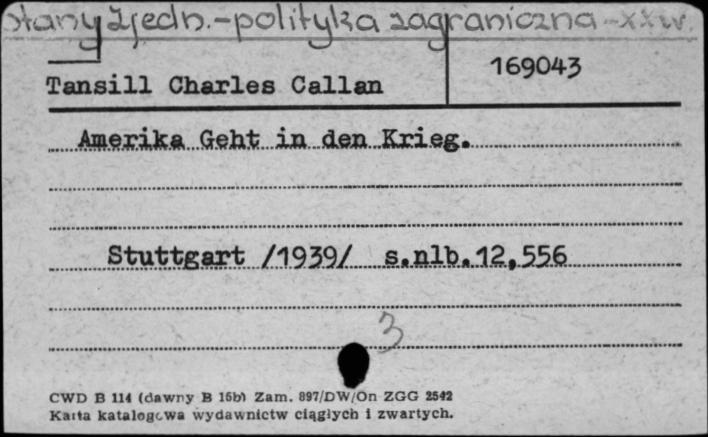 Stany Zjedn.-polityka zagraniczna-XX w.
169043
Tansill Charles Callan
Amerika Geht in den Krieg.
Stuttgart /1939/ s.nlb.12,556
3
CWD B 114 (dawny B 16b) Zam. 897/DW/On ZGG 2542
Karta katalogowa wydawnictw ciągłych i zwartych.